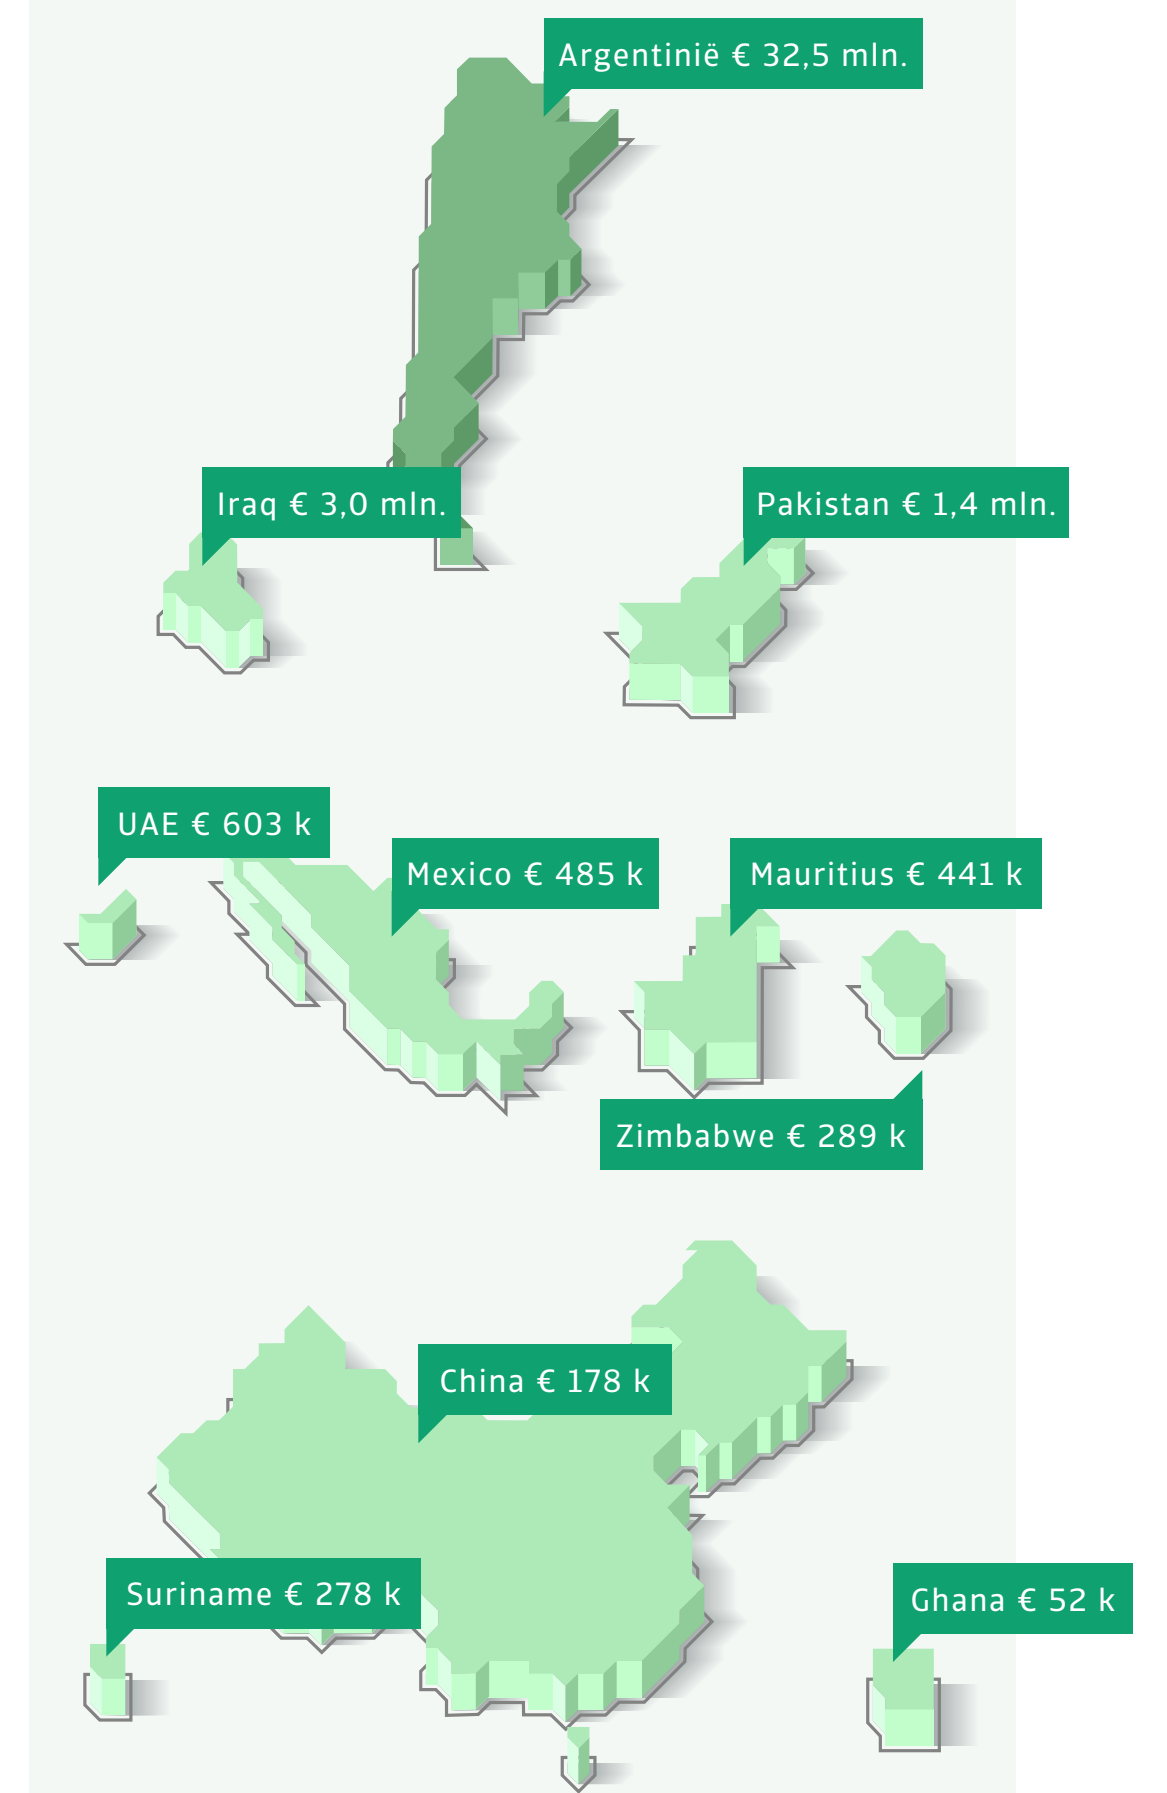 Argentinië € 32,5 mln.
Iraq € 3,0 mln.
Pakistan € 1,4 mln.
UAE € 603 k
Mexico € 485 k
Mauritius € 441 k
Zimbabwe € 289 k
China € 178 k
Suriname € 278 k
Ghana € 52 k